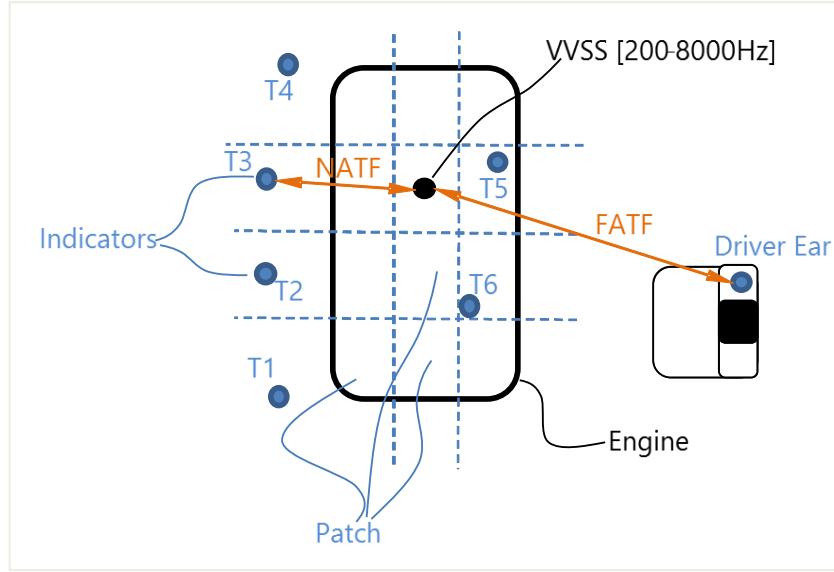 VVSS [200-8000Hz]
T4
T3
NATF
T5
FATF
Indicators
Driver Ear
T2
T6
T1
Engine
Patch